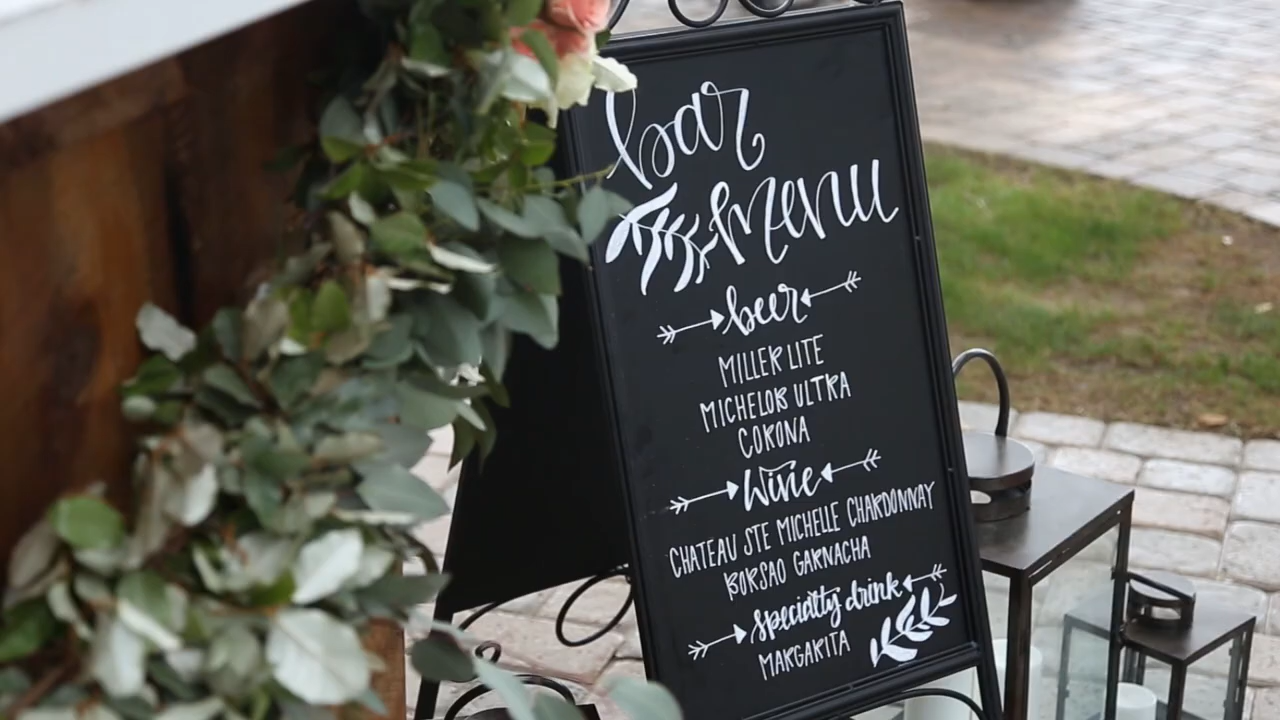 bar
menu
beer
MILLER LITE
MICHELOB ULTRA
CORONA
Wine
CHATEAU STE MICHELLE CHARDONNAY
BORSAO GARNACHA
specialty drink
MARGARITA